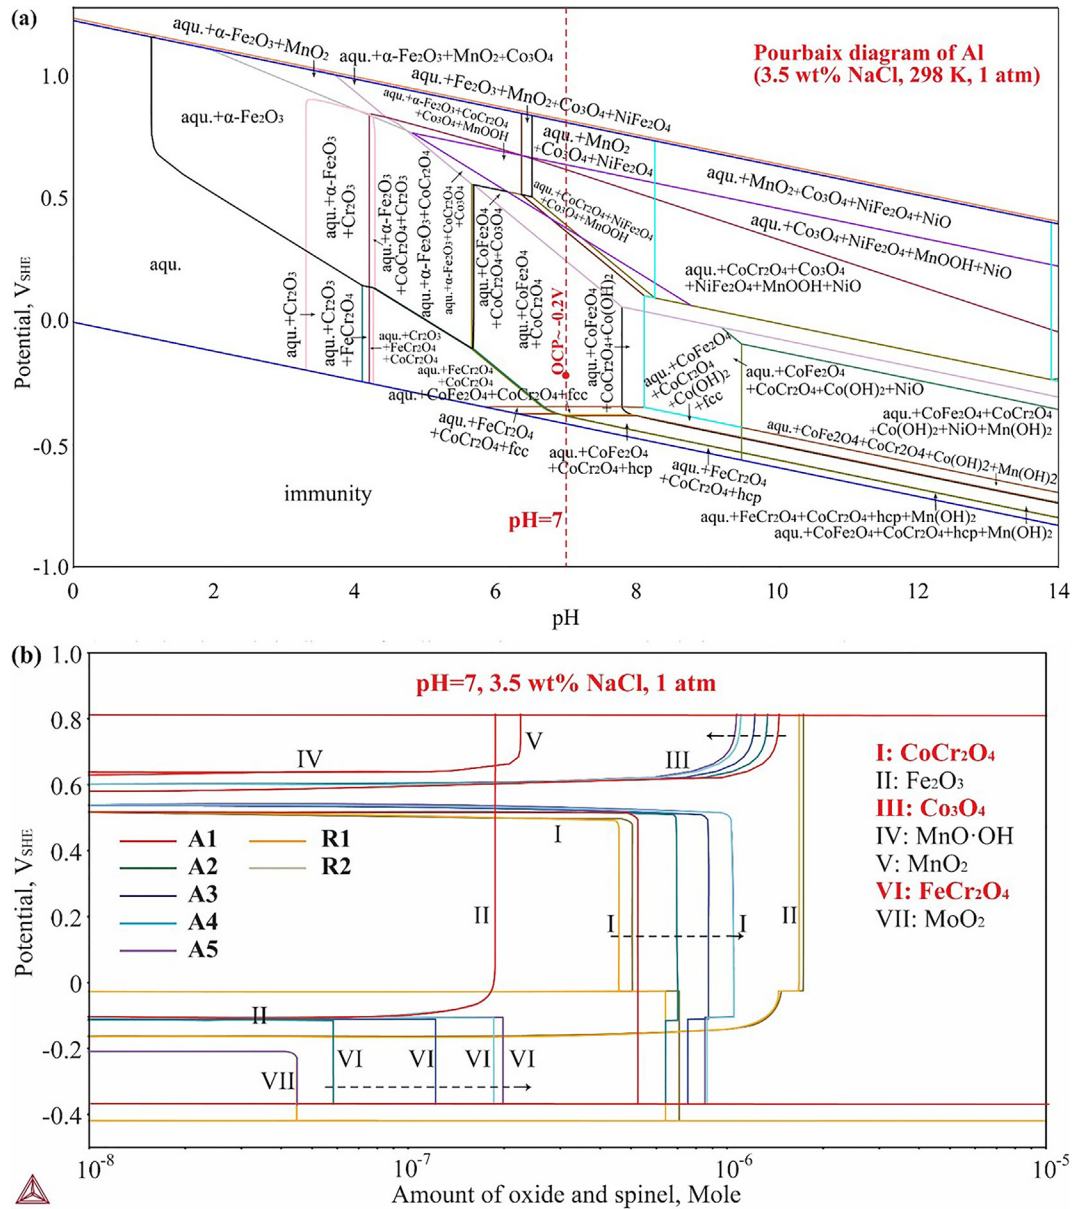 (a)
aqu.+α-Fe₂O₃+MnO₂
aqu.+α-Fe₂O₃+MnO₂+Co₃O₄
aqu.+Fe₂O₃+MnO₂+Co₃O₄+NiFe₂O₄
Pourbaix diagram of Al
(3.5 wt% NaCl, 298 K, 1 atm)
aqu.+α-Fe₂O₃
aqu.+α-Fe₂O₃+CoCr₂O₄
+Co₃O₄+MnOOH
aqu.+MnO₂
+Co₃O₄+NiFe₂O₄
aqu.+MnO₂+Co₃O₄+NiFe₂O₄+NiO
aqu.+Co₃O₄+NiFe₂O₄+MnOOH+NiO
aqu.+CoCr₂O₄+NiFe₂O₄
+Co₃O₄+MnOOH
aqu.+CoCr₂O₄+Co₃O₄
+NiFe₂O₄+MnOOH+NiO
aqu.
aqu.+α-Fe₂O₃
+Cr₂O₃
aqu.+α-Fe₂O₃
+CoCr₂O₄+Cr₂O₃
aqu.+α-Fe₂O₃+CoCr₂O₄
aqu.+α-Fe₂O₃+CoCr₂O₄
+Co₃O₄
aqu.+CoFe₂O₄
+CoCr₂O₄+Co₃O₄
aqu.+CoFe₂O₄
+CoCr₂O₄
OCP~ -0.2V
aqu.+CoFe₂O₄
+CoCr₂O₄+Co(OH)₂
aqu.+Cr₂O₃
aqu.+Cr₂O₃
+FeCr₂O₄
aqu.+Cr₂O₃
+FeCr₂O₄
+CoCr₂O₄
aqu.+FeCr₂O₄
+CoCr₂O₄
aqu.+CoFe₂O₄+CoCr₂O₄+fcc
aqu.+FeCr₂O₄
+CoCr₂O₄+fcc
aqu.+CoFe₂O₄
+CoCr₂O₄
+Co(OH)₂
+fcc
aqu.+CoFe₂O₄
+CoCr₂O₄+Co(OH)₂+NiO
aqu.+CoFe₂O₄+CoCr₂O₄
+Co(OH)₂+NiO+Mn(OH)₂
aqu.+CoFe₂O₄+CoCr₂O₄+Co(OH)₂+Mn(OH)₂
aqu.+CoFe₂O₄
+CoCr₂O₄+hcp
aqu.+FeCr₂O₄
+CoCr₂O₄+hcp
aqu.+FeCr₂O₄+CoCr₂O₄+hcp+Mn(OH)₂
aqu.+CoFe₂O₄+CoCr₂O₄+hcp+Mn(OH)₂
immunity
pH=7
1.0
0.5
0.0
-0.5
-1.0
Potential, V_SHE
0 2 4 6 8 10 12 14
pH
(b)
pH=7, 3.5 wt% NaCl, 1 atm
1.0
0.8
0.6
0.4
0.2
0
-0.2
-0.4
Potential, V_SHE
IV
V
III
I
II
I
I
II
II
VI
VI
VI
VI
VII
A1
A2
A3
A4
A5
R1
R2
I: CoCr₂O₄
II: Fe₂O₃
III: Co₃O₄
IV: MnO·OH
V: MnO₂
VI: FeCr₂O₄
VII: MoO₂
10⁻⁸ 10⁻⁷ 10⁻⁶ 10⁻⁵
Amount of oxide and spinel, Mole